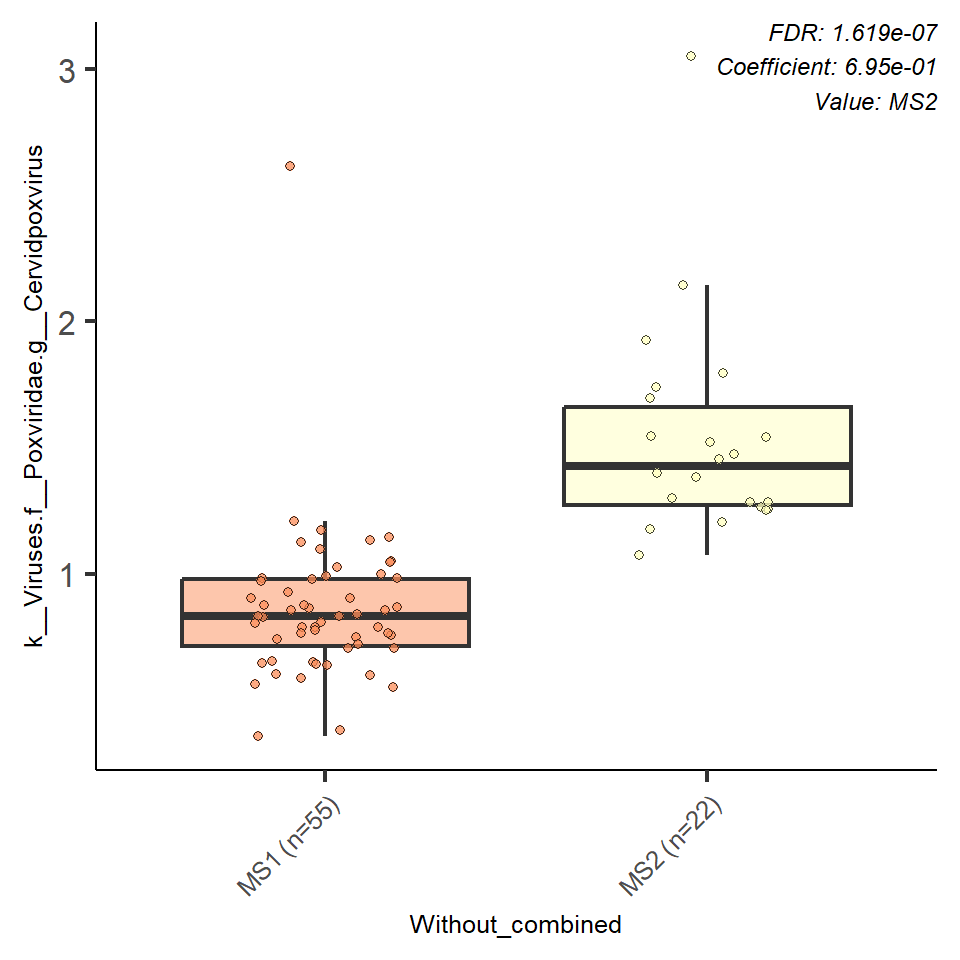 FDR: 1.619e-07
Coefficient: 6.95e-01
Value: MS2
k__Viruses.f__Poxviridae.g__Cervidpoxvirus
3
2
1
MS1 (n=55)
MS2 (n=22)
Without_combined